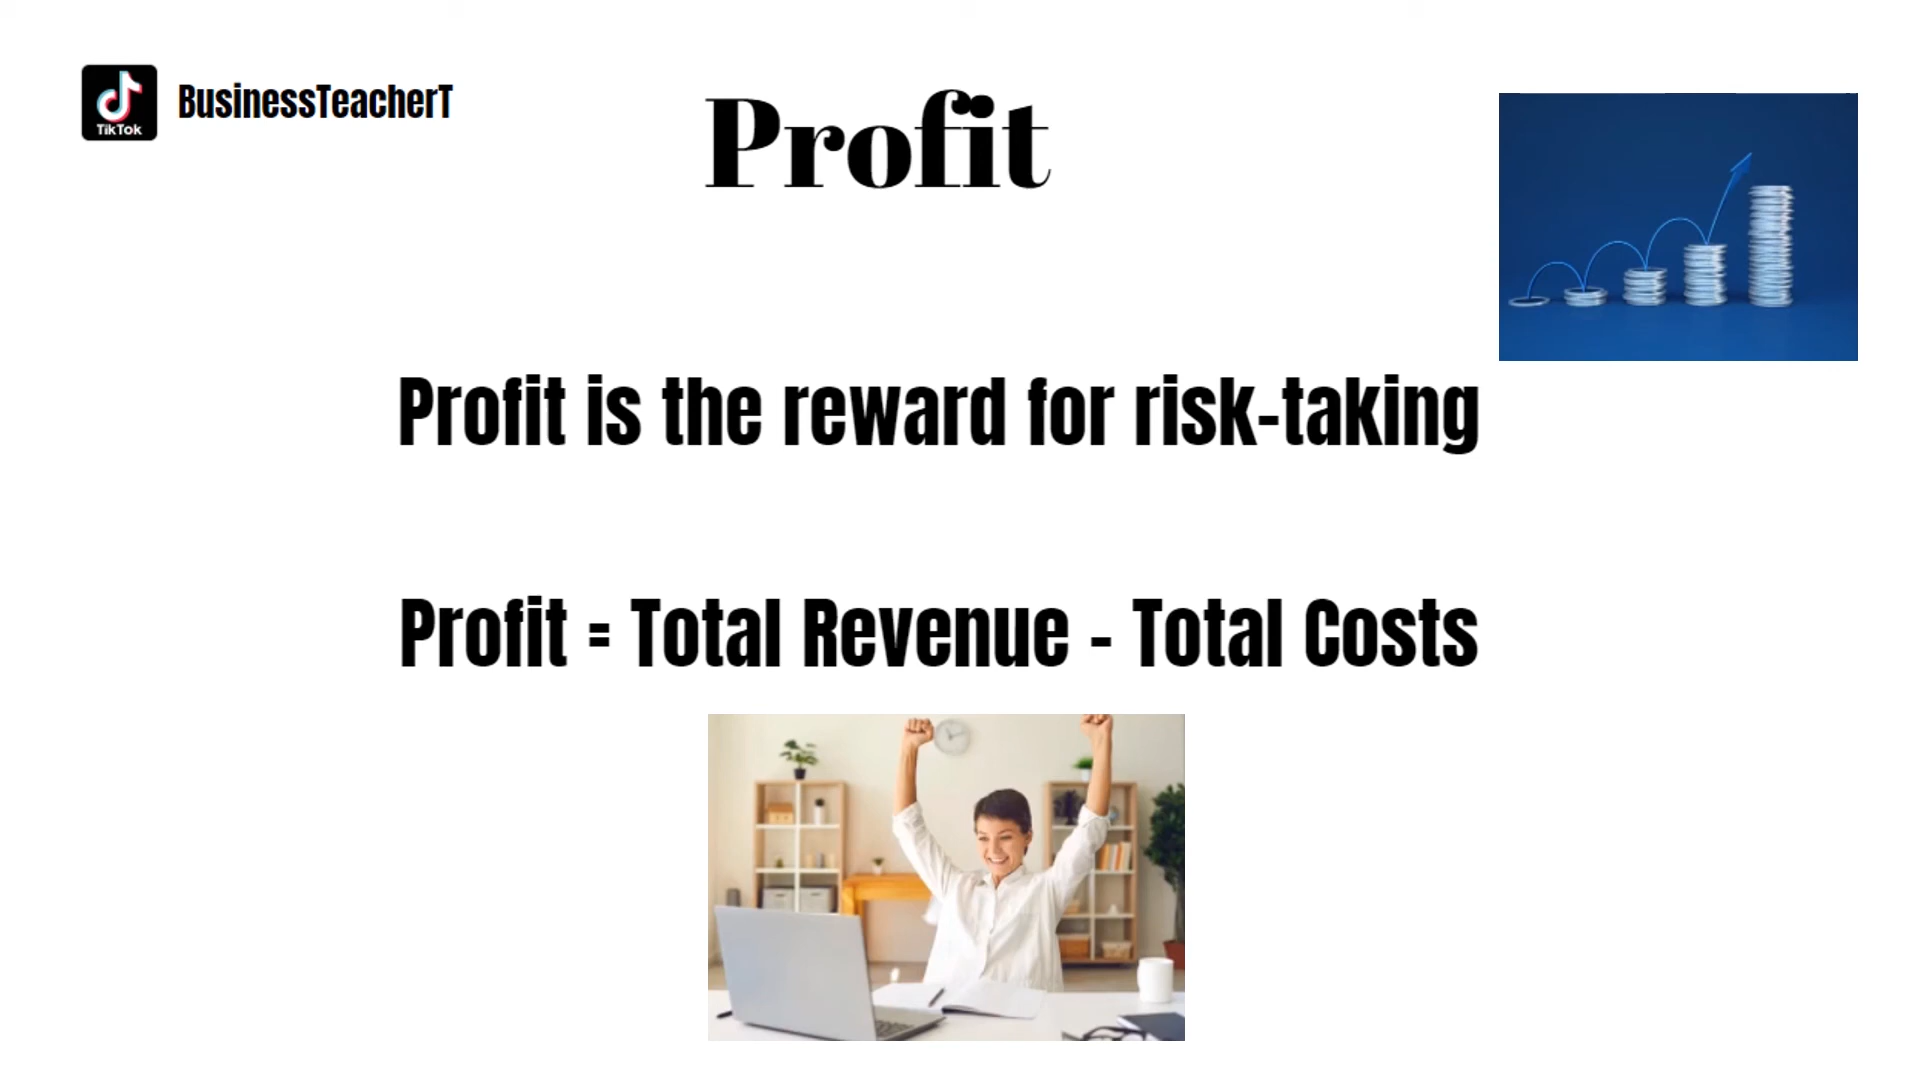 TikTok
BusinessTeacherT
Profit
Profit is the reward for risk-taking
Profit = Total Revenue - Total Costs